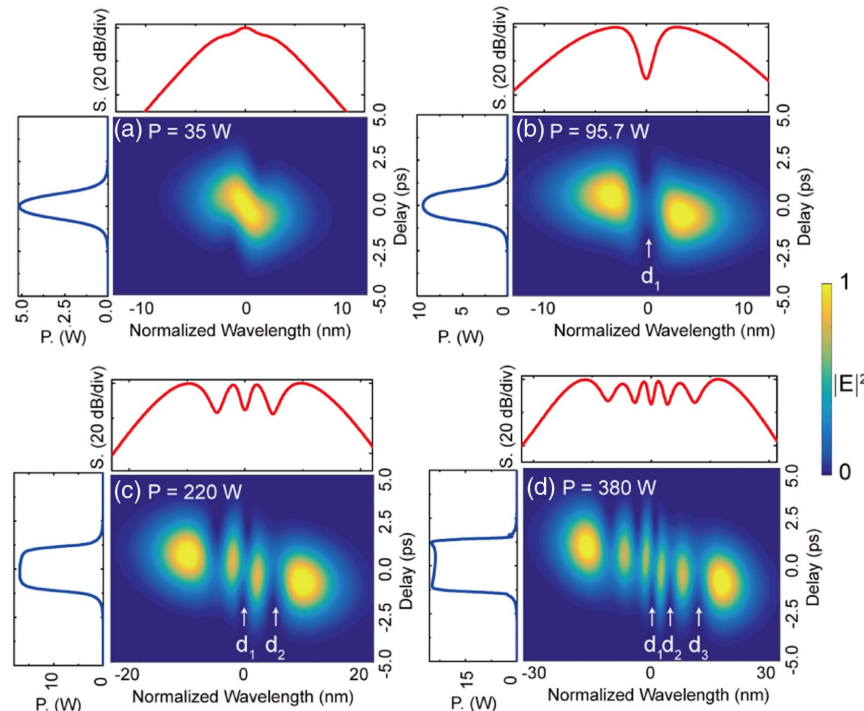 S. (20 dB/div)
(a) P = 35 W
5.0
2.5
0.0
-2.5
-5.0
Delay (ps)
5.0
2.5
0.0
P. (W)
-10
0
10
Normalized Wavelength (nm)
S. (20 dB/div)
(b) P = 95.7 W
d1
5.0
2.5
0.0
-2.5
-5.0
Delay (ps)
10
5
0
P. (W)
-10
0
10
Normalized Wavelength (nm)
S. (20 dB/div)
(c) P = 220 W
d1 d2
5.0
2.5
0.0
-2.5
-5.0
Delay (ps)
15
0
P. (W)
-20
0
20
Normalized Wavelength (nm)
S. (20 dB/div)
(d) P = 380 W
d1 d2 d3
5.0
2.5
0.0
-2.5
-5.0
Delay (ps)
15
0
P. (W)
-30
0
30
Normalized Wavelength (nm)
1
|E|²
0